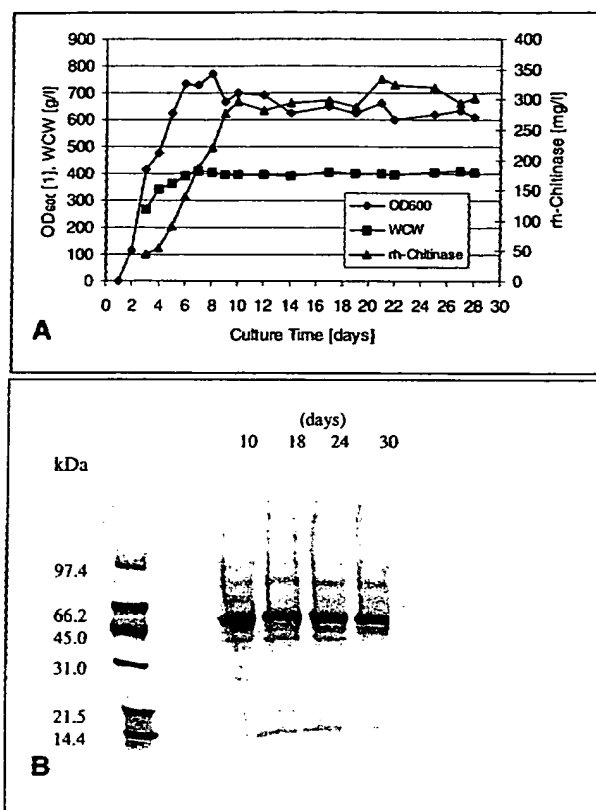 900 400
800 350
700 300
600 250
500 200
400 150
300 100
200 50
100 0
0
OD600 [1], WCW [g/l]
rh-Chitinase [mg/l]
OD600
WCW
rh-Chitinase
0 2 4 6 8 10 12 14 16 18 20 22 24 26 28 30
Culture Time [days]
A
(days)
10 18 24 30
kDa
97.4
66.2
45.0
31.0
21.5
14.4
B